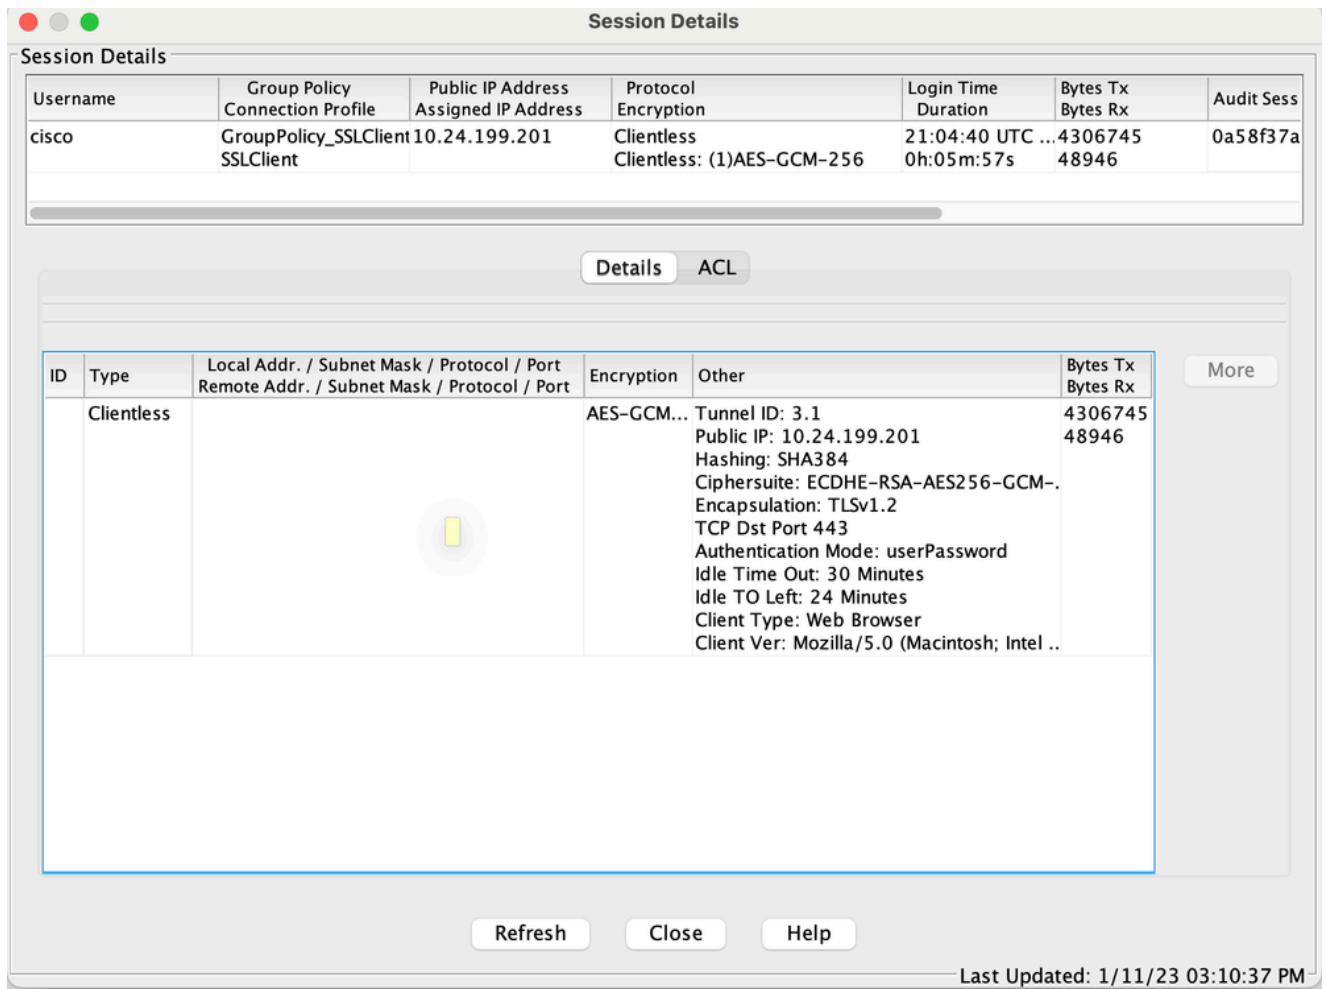 Session Details
Session Details
Username
Group Policy
Connection Profile
Public IP Address
Assigned IP Address
Protocol
Encryption
Login Time
Duration
Bytes Tx
Bytes Rx
Audit Sess
cisco
GroupPolicy_SSLClient
SSLClient
10.24.199.201
Clientless
Clientless: (1)AES-GCM-256
21:04:40 UTC ...
0h:05m:57s
4306745
48946
0a58f37a
Details
ACL
ID
Type
Local Addr. / Subnet Mask / Protocol / Port
Remote Addr. / Subnet Mask / Protocol / Port
Encryption
Other
Bytes Tx
Bytes Rx
More
Clientless
AES-GCM...
Tunnel ID: 3.1
Public IP: 10.24.199.201
Hashing: SHA384
Ciphersuite: ECDHE-RSA-AES256-GCM-.
Encapsulation: TLSv1.2
TCP Dst Port 443
Authentication Mode: userPassword
Idle Time Out: 30 Minutes
Idle TO Left: 24 Minutes
Client Type: Web Browser
Client Ver: Mozilla/5.0 (Macintosh; Intel ..
4306745
48946
Refresh
Close
Help
Last Updated: 1/11/23 03:10:37 PM